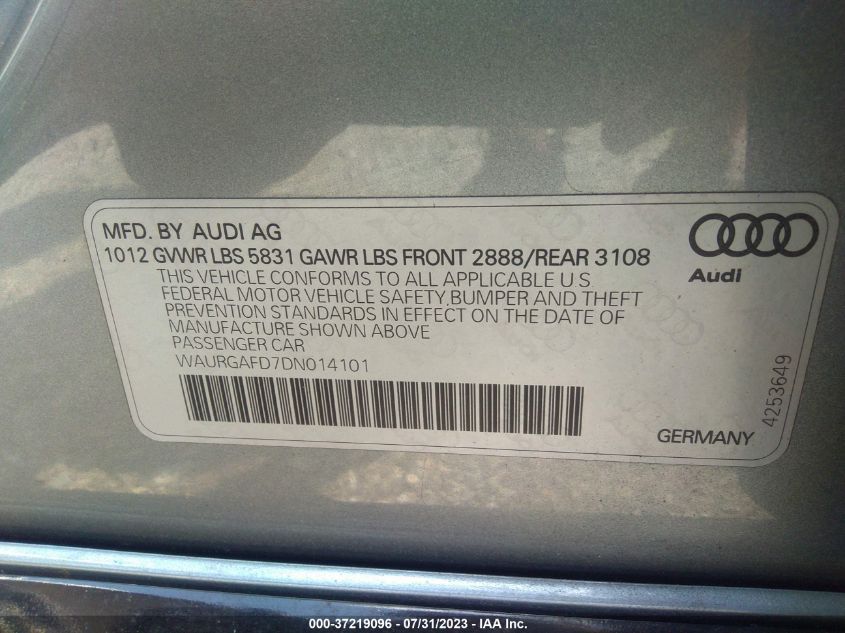 MFD. BY AUDI AG
1012 GVWR LBS 5831 GAWR LBS FRONT 2888/REAR 3108
THIS VEHICLE CONFORMS TO ALL APPLICABLE U S
FEDERAL MOTOR VEHICLE SAFETY,BUMPER AND THEFT
PREVENTION STANDARDS IN EFFECT ON THE DATE OF
MANUFACTURE SHOWN ABOVE
PASSENGER CAR
WAURGAFD7DN014101
Audi
4253649
GERMANY
000-37219096 - 07/31/2023 - IAA Inc.